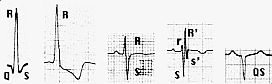 R R
R R'
r
Q S S S s' QS